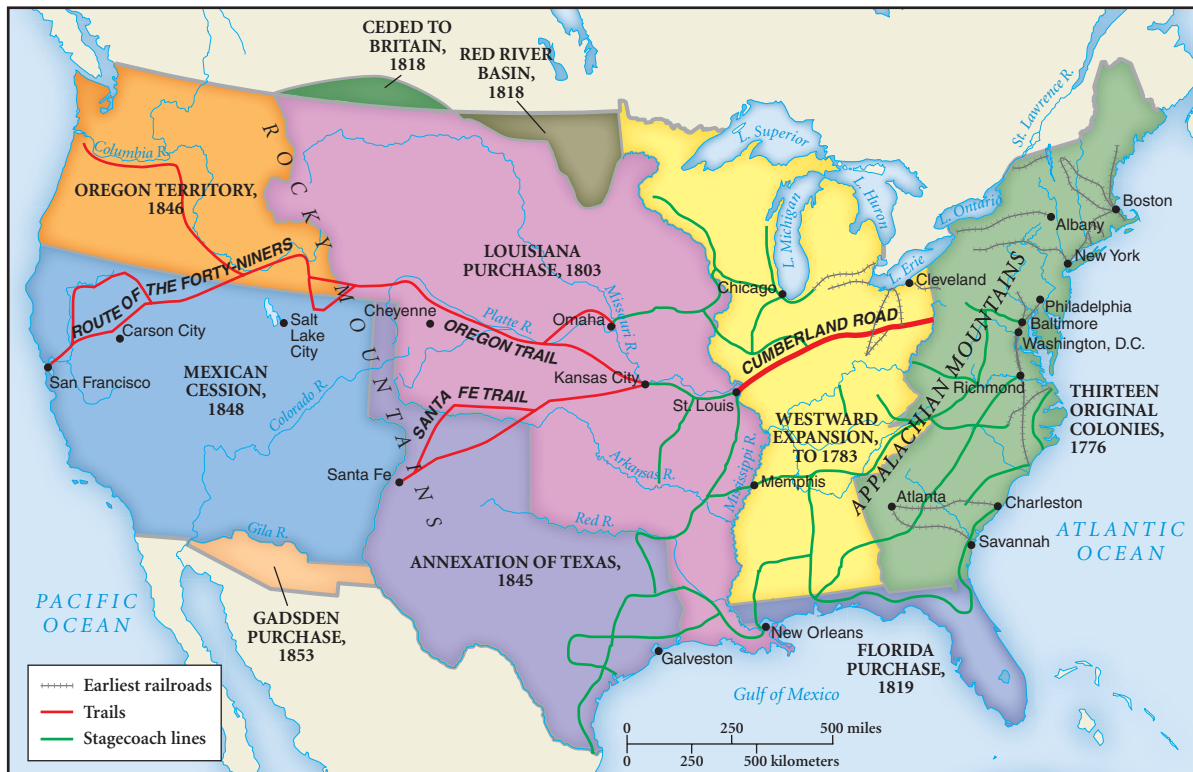 CEDED TO
BRITAIN,
1818
RED RIVER
BASIN,
1818
St. Lawrence R.
L. Superior
ROCKY MOUNTAINS
Columbia R.
OREGON TERRITORY,
1846
L. Huron
L. Michigan
L. Ontario
Boston
Albany
LOUISIANA
PURCHASE, 1803
New York
L. Erie
Cleveland
ROUTE OF THE FORTY-NINERS
Chicago
Missouri R.
Philadelphia
Cheyenne
Platte R.
Omaha
Baltimore
Carson City
Salt
Lake
City
OREGON TRAIL
CUMBERLAND ROAD
APPALACHIAN MOUNTAINS
Washington, D.C.
San Francisco
MEXICAN
CESSION,
1848
Colorado R.
Kansas City
St. Louis
Richmond
SANTA FE TRAIL
THIRTEEN
ORIGINAL
COLONIES,
1776
WESTWARD
EXPANSION,
TO 1783
Santa Fe
Arkansas R.
Mississippi R.
Memphis
Atlanta
Charleston
Gila R.
Red R.
Savannah
ATLANTIC
OCEAN
ANNEXATION OF TEXAS,
1845
PACIFIC
OCEAN
GADSDEN
PURCHASE,
1853
New Orleans
Galveston
FLORIDA
PURCHASE,
1819
Gulf of Mexico
Earliest railroads
Trails
Stagecoach lines
0 250 500 miles
0 250 500 kilometers